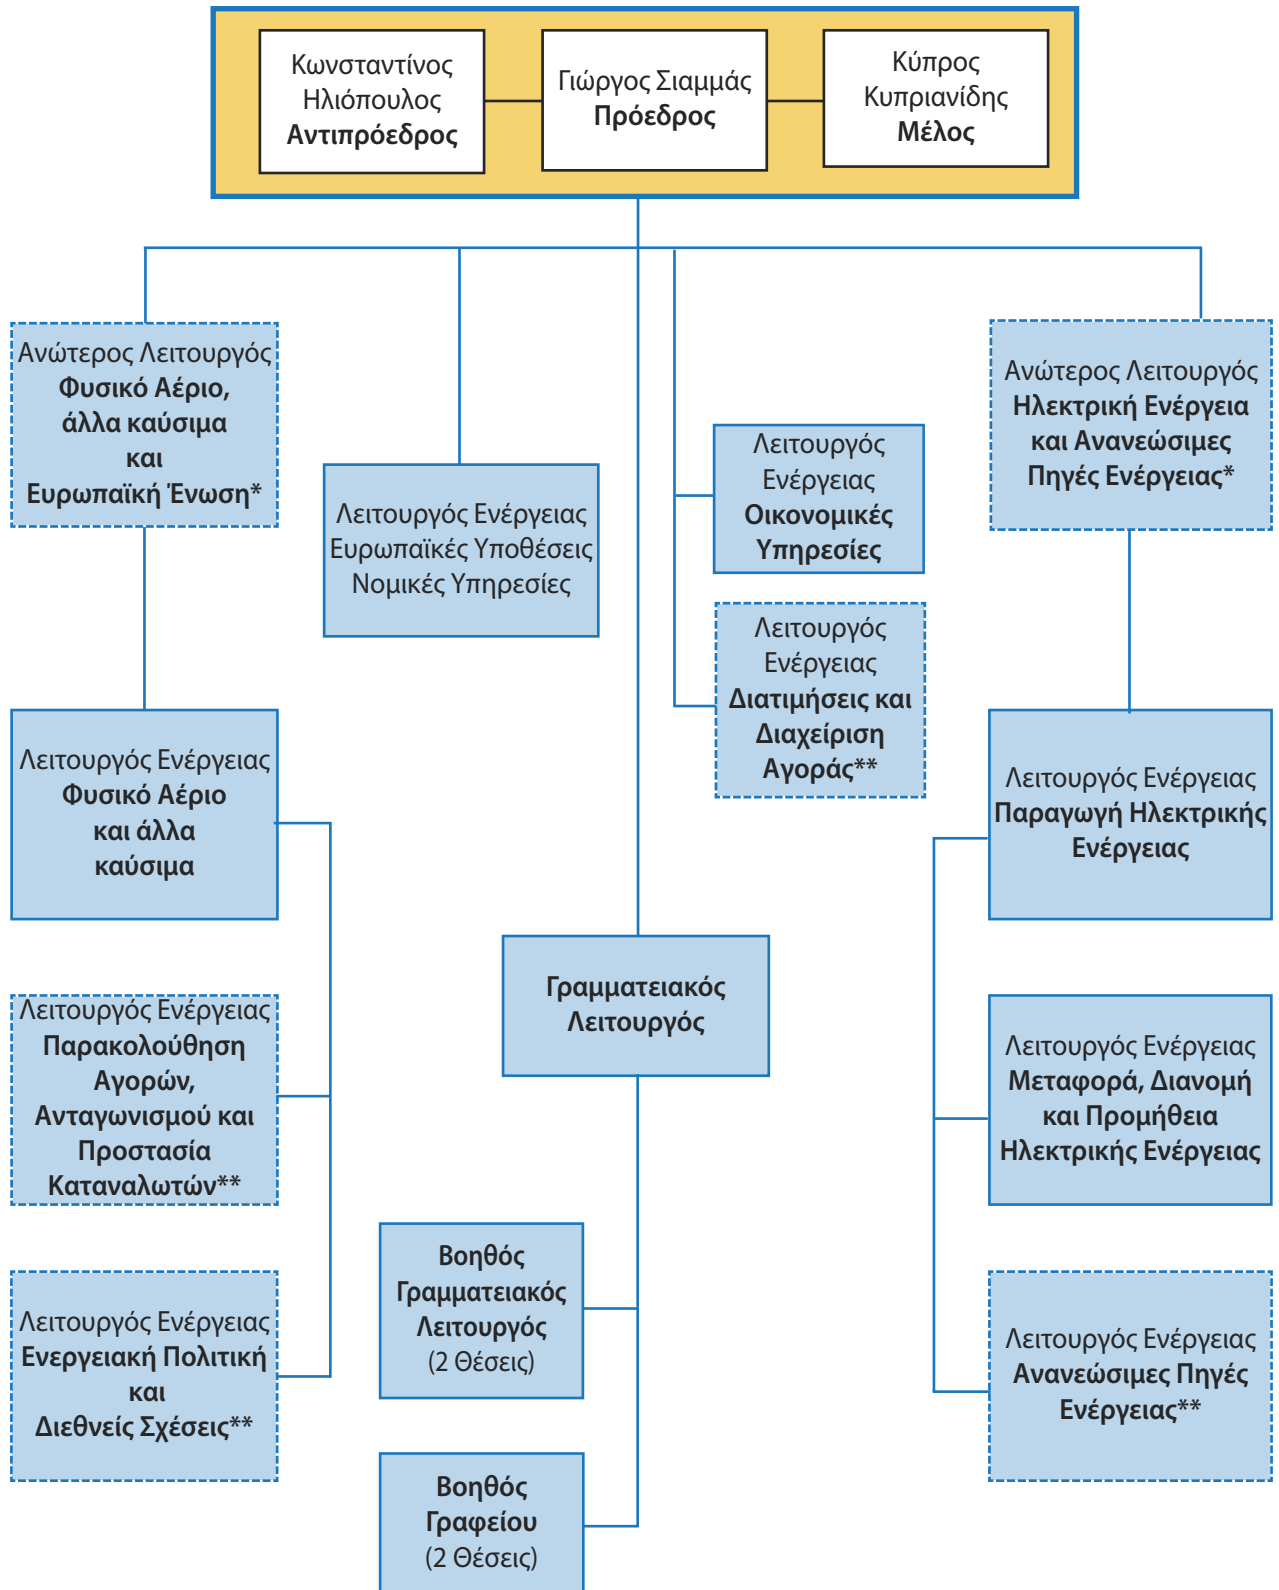 Κωνσταντίνος
Ηλιόπουλος
Αντιπρόεδρος
Γιώργος Σιαμμάς
Πρόεδρος
Κύπρος
Κυπριανίδης
Μέλος
Ανώτερος Λειτουργός
Φυσικό Αέριο,
άλλα καύσιμα
και
Ευρωπαϊκή Ένωση*
Λειτουργός Ενέργειας
Ευρωπαϊκές Υποθέσεις
Νομικές Υπηρεσίες
Λειτουργός
Ενέργειας
Οικονομικές
Υπηρεσίες
Λειτουργός
Ενέργειας
Διατιμήσεις και
Διαχείριση
Αγοράς**
Ανώτερος Λειτουργός
Ηλεκτρική Ενέργεια
και Ανανεώσιμες
Πηγές Ενέργειας*
Λειτουργός Ενέργειας
Φυσικό Αέριο
και άλλα
καύσιμα
Λειτουργός Ενέργειας
Παραγωγή Ηλεκτρικής
Ενέργειας
Γραμματειακός
Λειτουργός
Λειτουργός Ενέργειας
Παρακολούθηση
Αγορών,
Ανταγωνισμού και
Προστασία
Καταναλωτών**
Λειτουργός Ενέργειας
Μεταφορά, Διανομή
και Προμήθεια
Ηλεκτρικής Ενέργειας
Λειτουργός Ενέργειας
Ενεργειακή Πολιτική
και
Διεθνείς Σχέσεις**
Βοηθός
Γραμματειακός
Λειτουργός
(2 Θέσεις)
Λειτουργός Ενέργειας
Ανανεώσιμες Πηγές
Ενέργειας**
Βοηθός
Γραφείου
(2 Θέσεις)